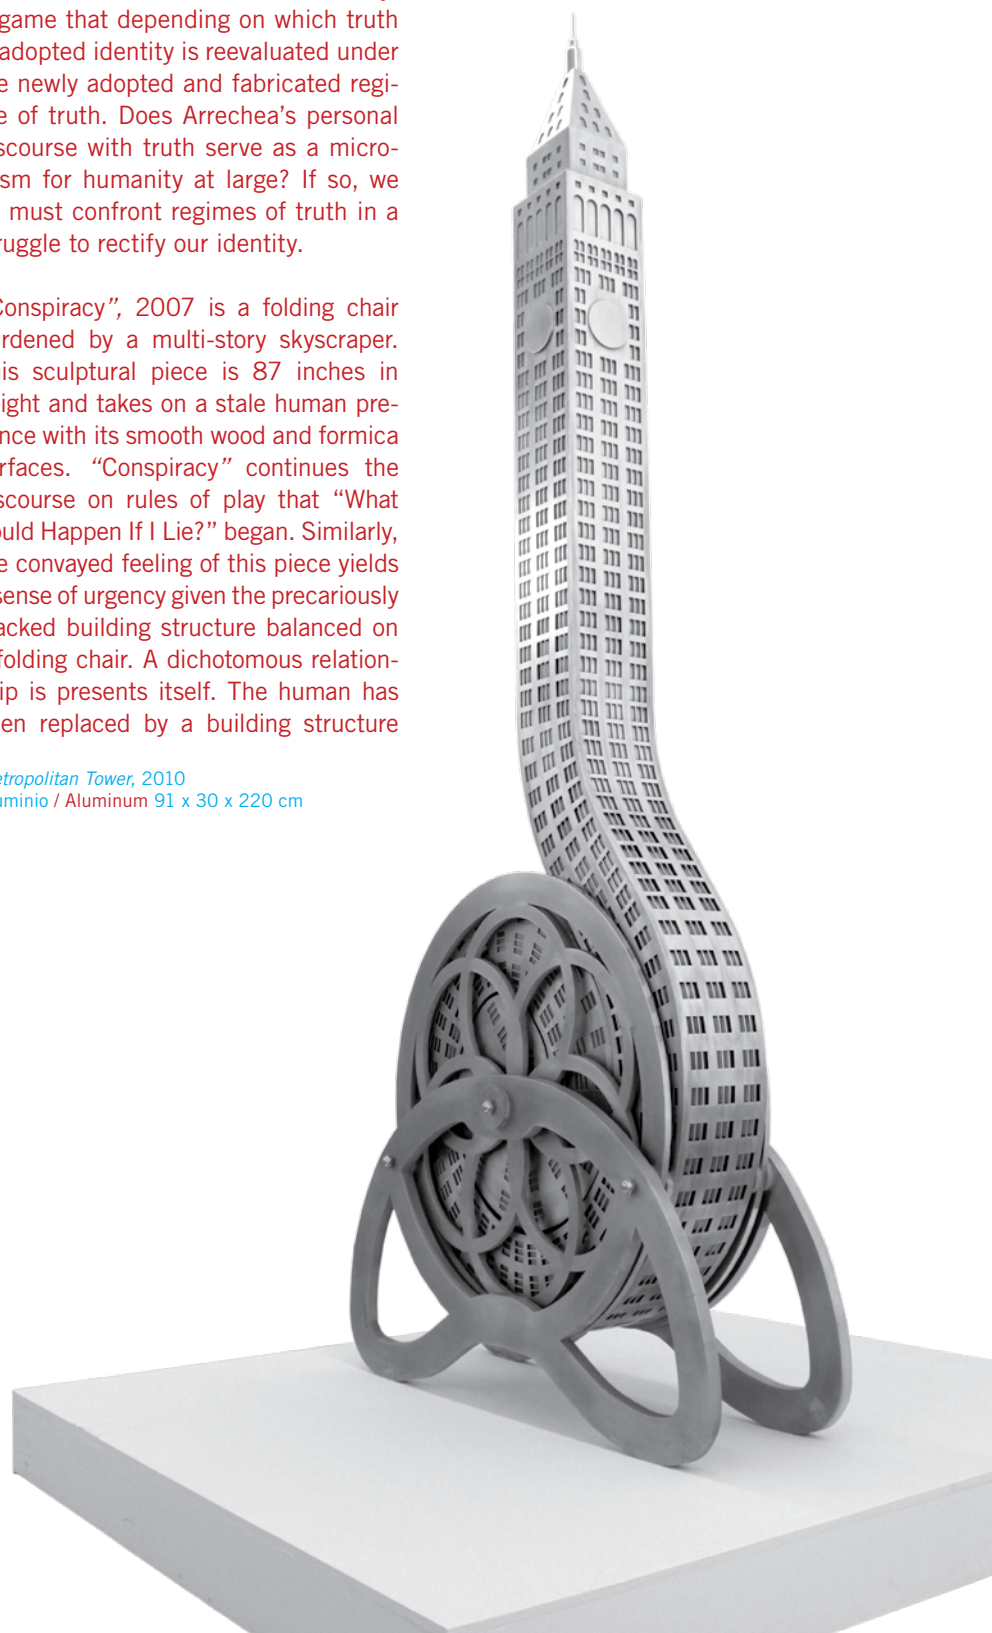 game that depending on which truth
adopted identity is reevaluated under
e newly adopted and fabricated regi-
e of truth. Does Arrechea’s personal
scourse with truth serve as a micro-
sm for humanity at large? If so, we
must confront regimes of truth in a
ruggle to rectify our identity.
Conspiracy”, 2007 is a folding chair
rdened by a multi-story skyscraper.
his sculptural piece is 87 inches in
ight and takes on a stale human pre-
nce with its smooth wood and formica
rfaces. “Conspiracy” continues the
scourse on rules of play that “What
ould Happen If I Lie?” began. Similarly,
e convayed feeling of this piece yields
sense of urgency given the precariously
acked building structure balanced on
folding chair. A dichotomous relation-
ip is presents itself. The human has
en replaced by a building structure
etropolitan Tower, 2010
uminio / Aluminum 91 x 30 x 220 cm